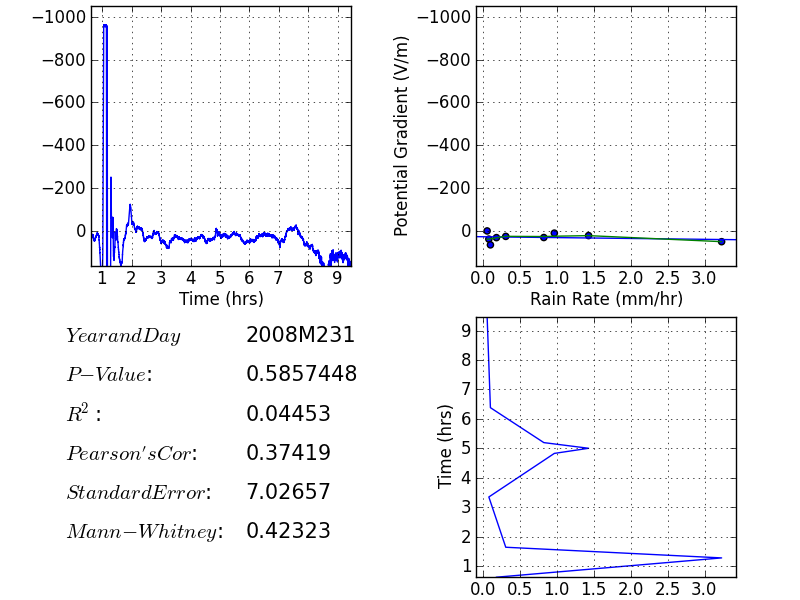 −1000
−800
−600
−400
−200
0
1 2 3 4 5 6 7 8 9
Time (hrs)
Potential Gradient (V/m)
−1000
−800
−600
−400
−200
0
0.0 0.5 1.0 1.5 2.0 2.5 3.0
Rain Rate (mm/hr)
YearandDay 2008M231
P−Value: 0.5857448
R²: 0.04453
Pearson'sCor: 0.37419
StandardError: 7.02657
Mann−Whitney: 0.42323
Time (hrs)
9
8
7
6
5
4
3
2
1
0.0 0.5 1.0 1.5 2.0 2.5 3.0